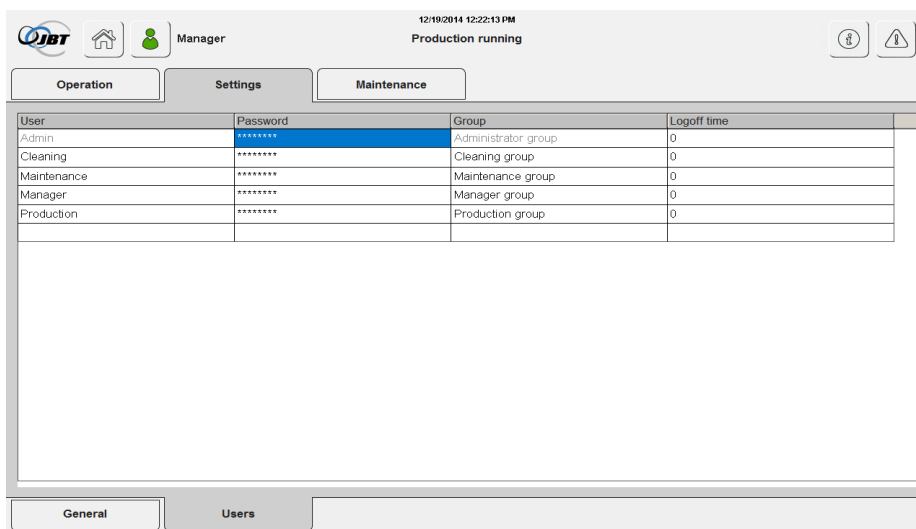 12/19/2014 12:22:13 PM
JBT Manager Production running
Operation Settings Maintenance
User Password Group Logoff time
Admin ******** Administrator group 0
Cleaning ******** Cleaning group 0
Maintenance ******** Maintenance group 0
Manager ******** Manager group 0
Production ******** Production group 0
General Users